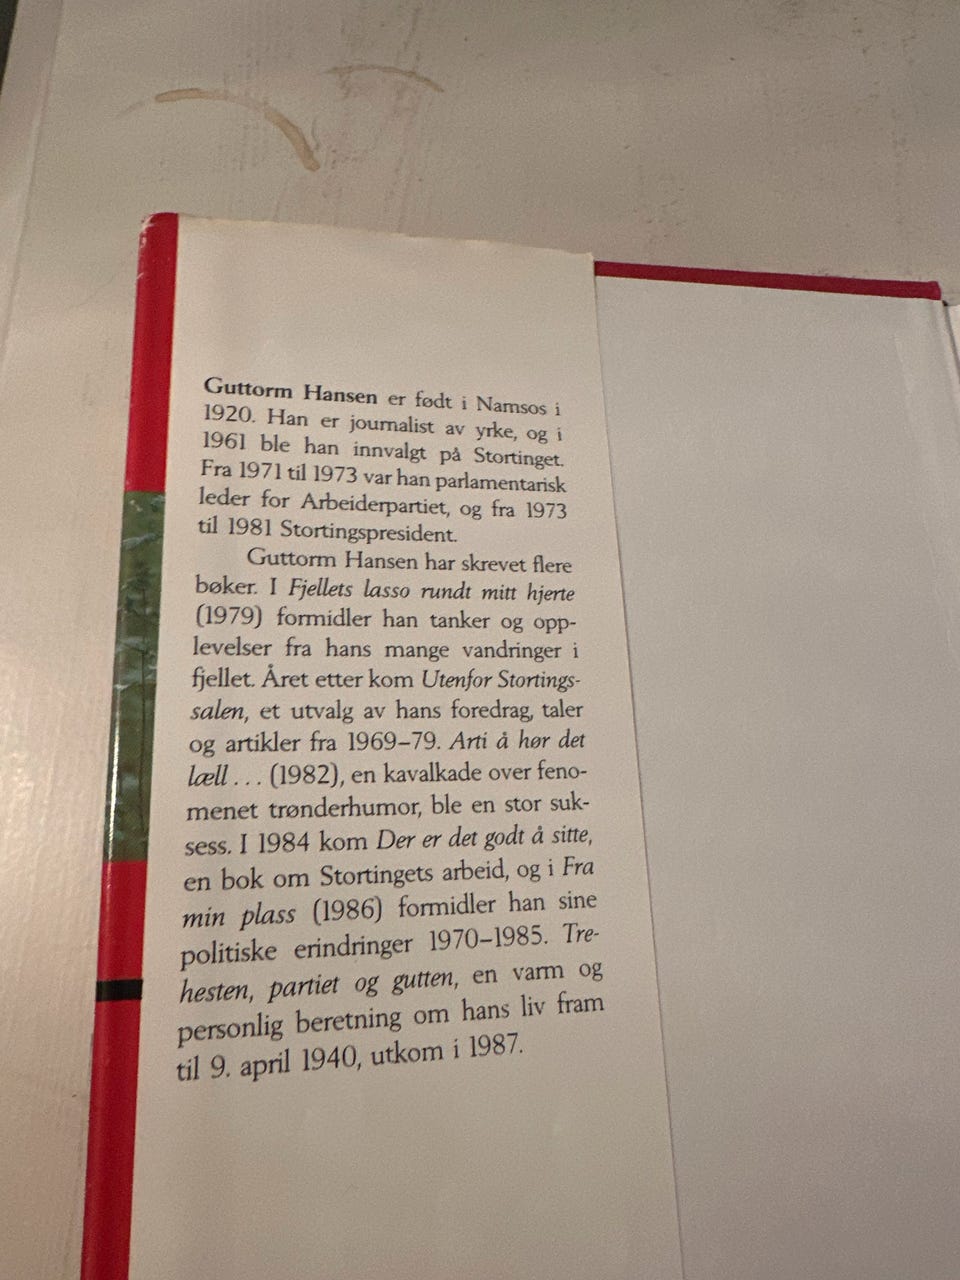 Guttorm Hansen er født i Namsos i
1920. Han er journalist av yrke, og i
1961 ble han innvalgt på Stortinget.
Fra 1971 til 1973 var han parlamentarisk
leder for Arbeiderpartiet, og fra 1973
til 1981 Stortingspresident.
Guttorm Hansen har skrevet flere
bøker. I Fjellets lasso rundt mitt hjerte
(1979) formidler han tanker og opp-
levelser fra hans mange vandringer i
fjellet. Året etter kom Utenfor Stortings-
salen, et utvalg av hans foredrag, taler
og artikler fra 1969–79. Arti å hør det
læll . . . (1982), en kavalkade over feno-
menet trønderhumor, ble en stor suk-
sess. I 1984 kom Der er det godt å sitte,
en bok om Stortingets arbeid, og i Fra
min plass (1986) formidler han sine
politiske erindringer 1970–1985. Tre-
hesten, partiet og gutten, en varm og
personlig beretning om hans liv fram
til 9. april 1940, utkom i 1987.